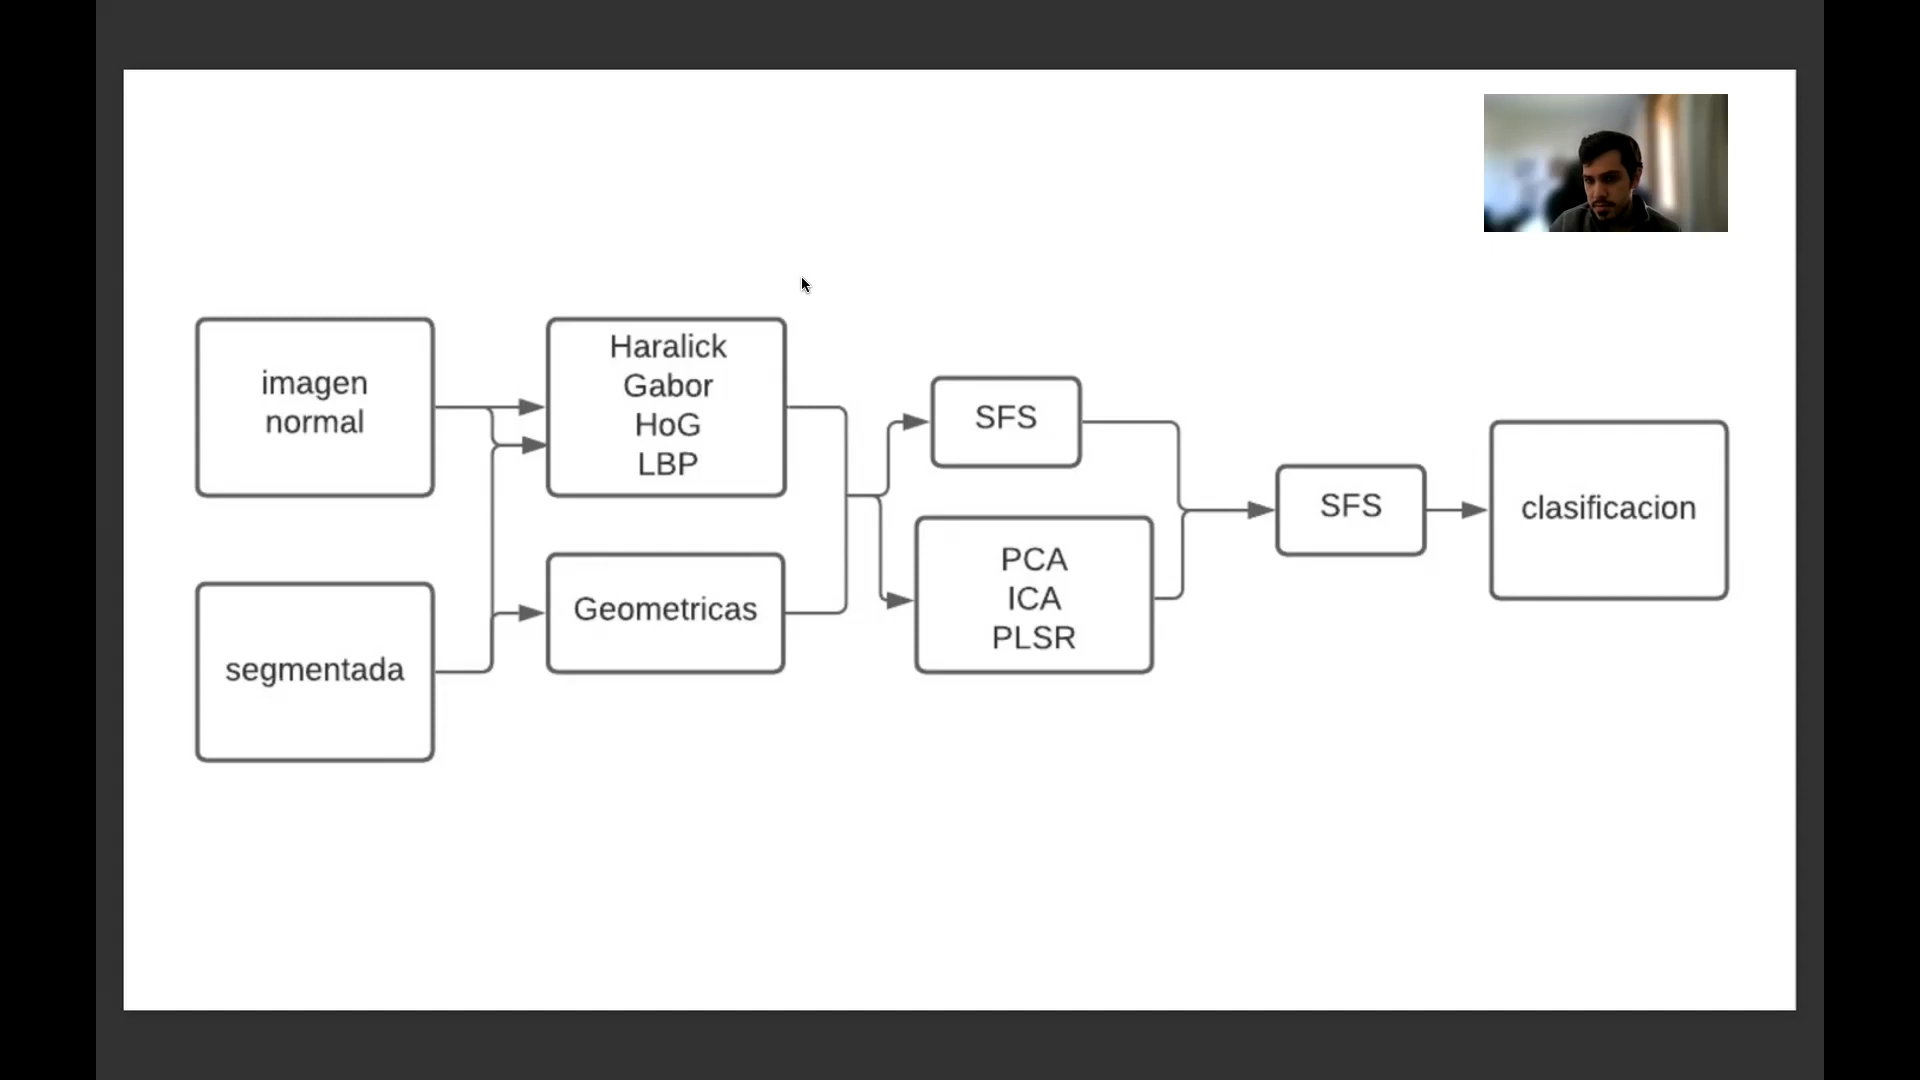 imagen
normal
segmentada
Haralick
Gabor
HoG
LBP
Geometricas
SFS
PCA
ICA
PLSR
SFS
clasificacion